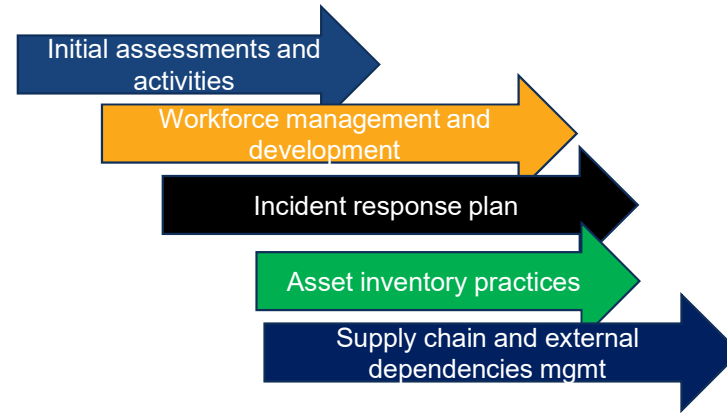 Initial assessments and
activities
Workforce management and
development
Incident response plan
Asset inventory practices
Supply chain and external
dependencies mgmt